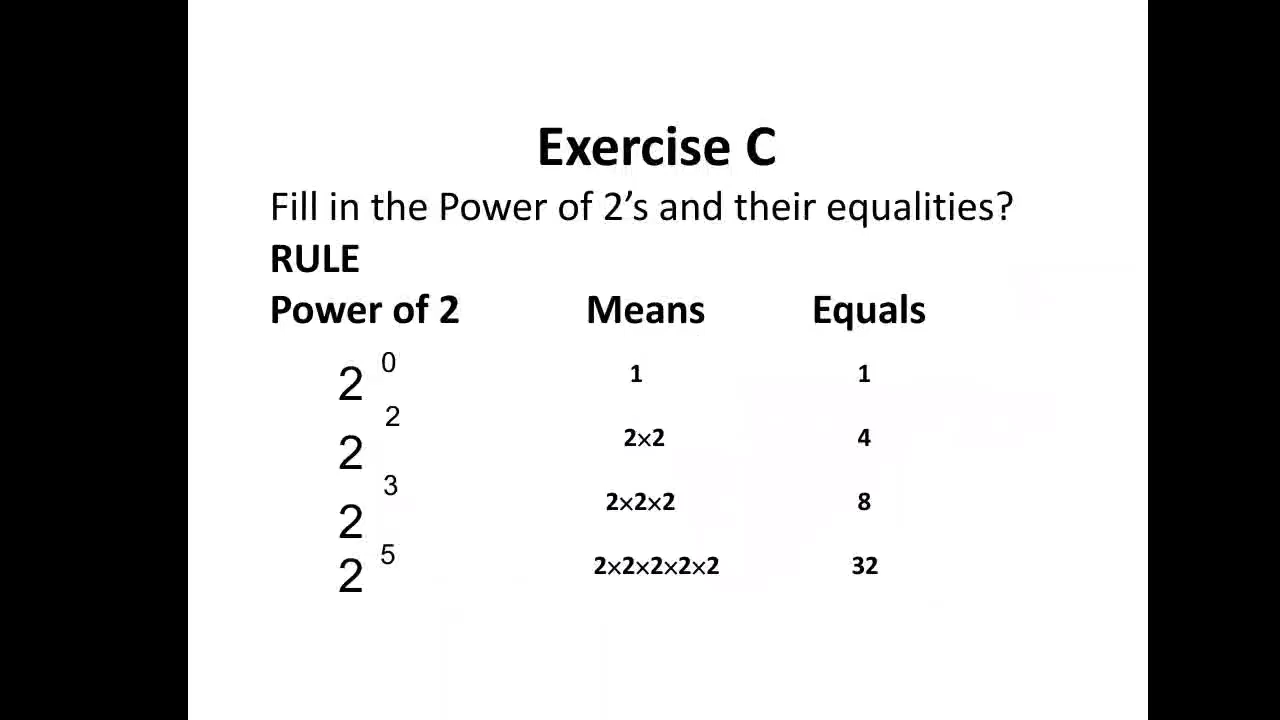 Exercise C
Fill in the Power of 2’s and their equalities?
RULE
Power of 2 Means Equals
2⁰ 1 1
2² 2×2 4
2³ 2×2×2 8
2⁵ 2×2×2×2×2 32